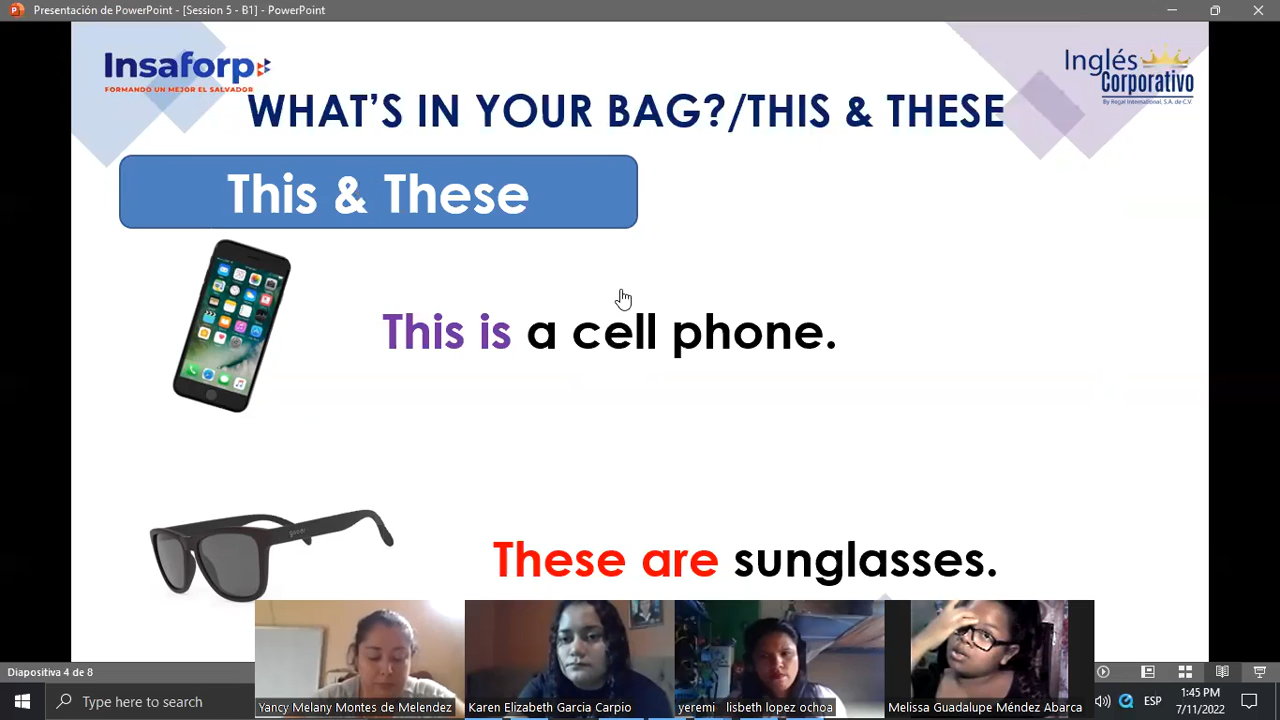 Presentación de PowerPoint - [Session 5 - B1] - PowerPoint
Insaforp
FORMANDO UN MEJOR EL SALVADOR
Inglés
Corporativo
By Regal International, S.A. de C.V.
WHAT'S IN YOUR BAG?/THIS & THESE
This & These
This is a cell phone.
These are sunglasses.
Yancy Melany Montes de Melendez
Karen Elizabeth Garcia Carpio
yeremi lisbeth lopez ochoa
Melissa Guadalupe Méndez Abarca
Diapositiva 4 de 8
Type here to search
ESP
1:45 PM
7/11/2022